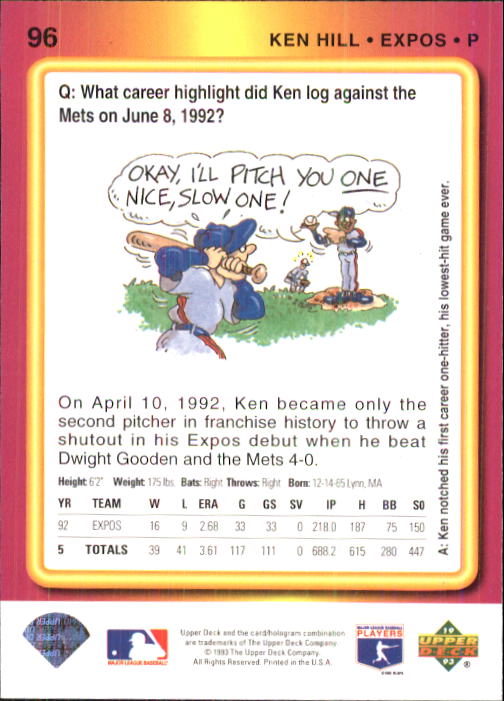 96
KEN HILL • EXPOS • P
Q: What career highlight did Ken log against the
Mets on June 8, 1992?
OKAY, I'LL PITCH YOU ONE
NICE, SLOW ONE!
A: Ken notched his first career one-hitter, his lowest-hit game ever.
On April 10, 1992, Ken became only the
second pitcher in franchise history to throw a
shutout in his Expos debut when he beat
Dwight Gooden and the Mets 4-0.
Height: 6'2" Weight: 175 lbs. Bats: Right Throws: Right Born: 12-14-65 Lynn, MA
YR TEAM W L ERA G GS SV IP H BB SO
92 EXPOS 16 9 2.68 33 33 0 218.0 187 75 150
5 TOTALS 39 41 3.61 117 111 0 688.2 615 280 447
MAJOR LEAGUE BASEBALL
Upper Deck and the card/hologram combination
are trademarks of The Upper Deck Company.
© 1993 The Upper Deck Company.
All Rights Reserved. Printed in the U.S.A.
MAJOR LEAGUE BASEBALL
PLAYERS
19
UPPER
DECK
93 ®